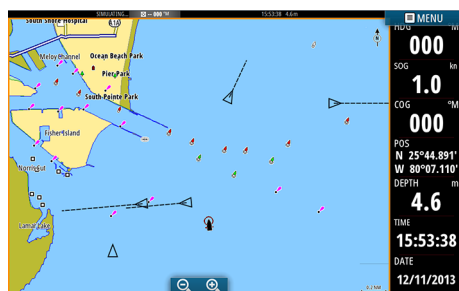 SIMULATING...
000 °M
15:53:38 4.6m
MENU
South Shore Hospital
(A1A)
Meloy Channel
Ocean Beach Park
Pier Park
South Pointe Park
Fisher Island
Norris Cut
Lamar Lake
N
HDG M
000
SOG kn
1.0
COG °M
000
POS
N 25°44.891'
W 80°07.110'
DEPTH m
4.6
TIME
15:53:38
DATE
12/11/2013